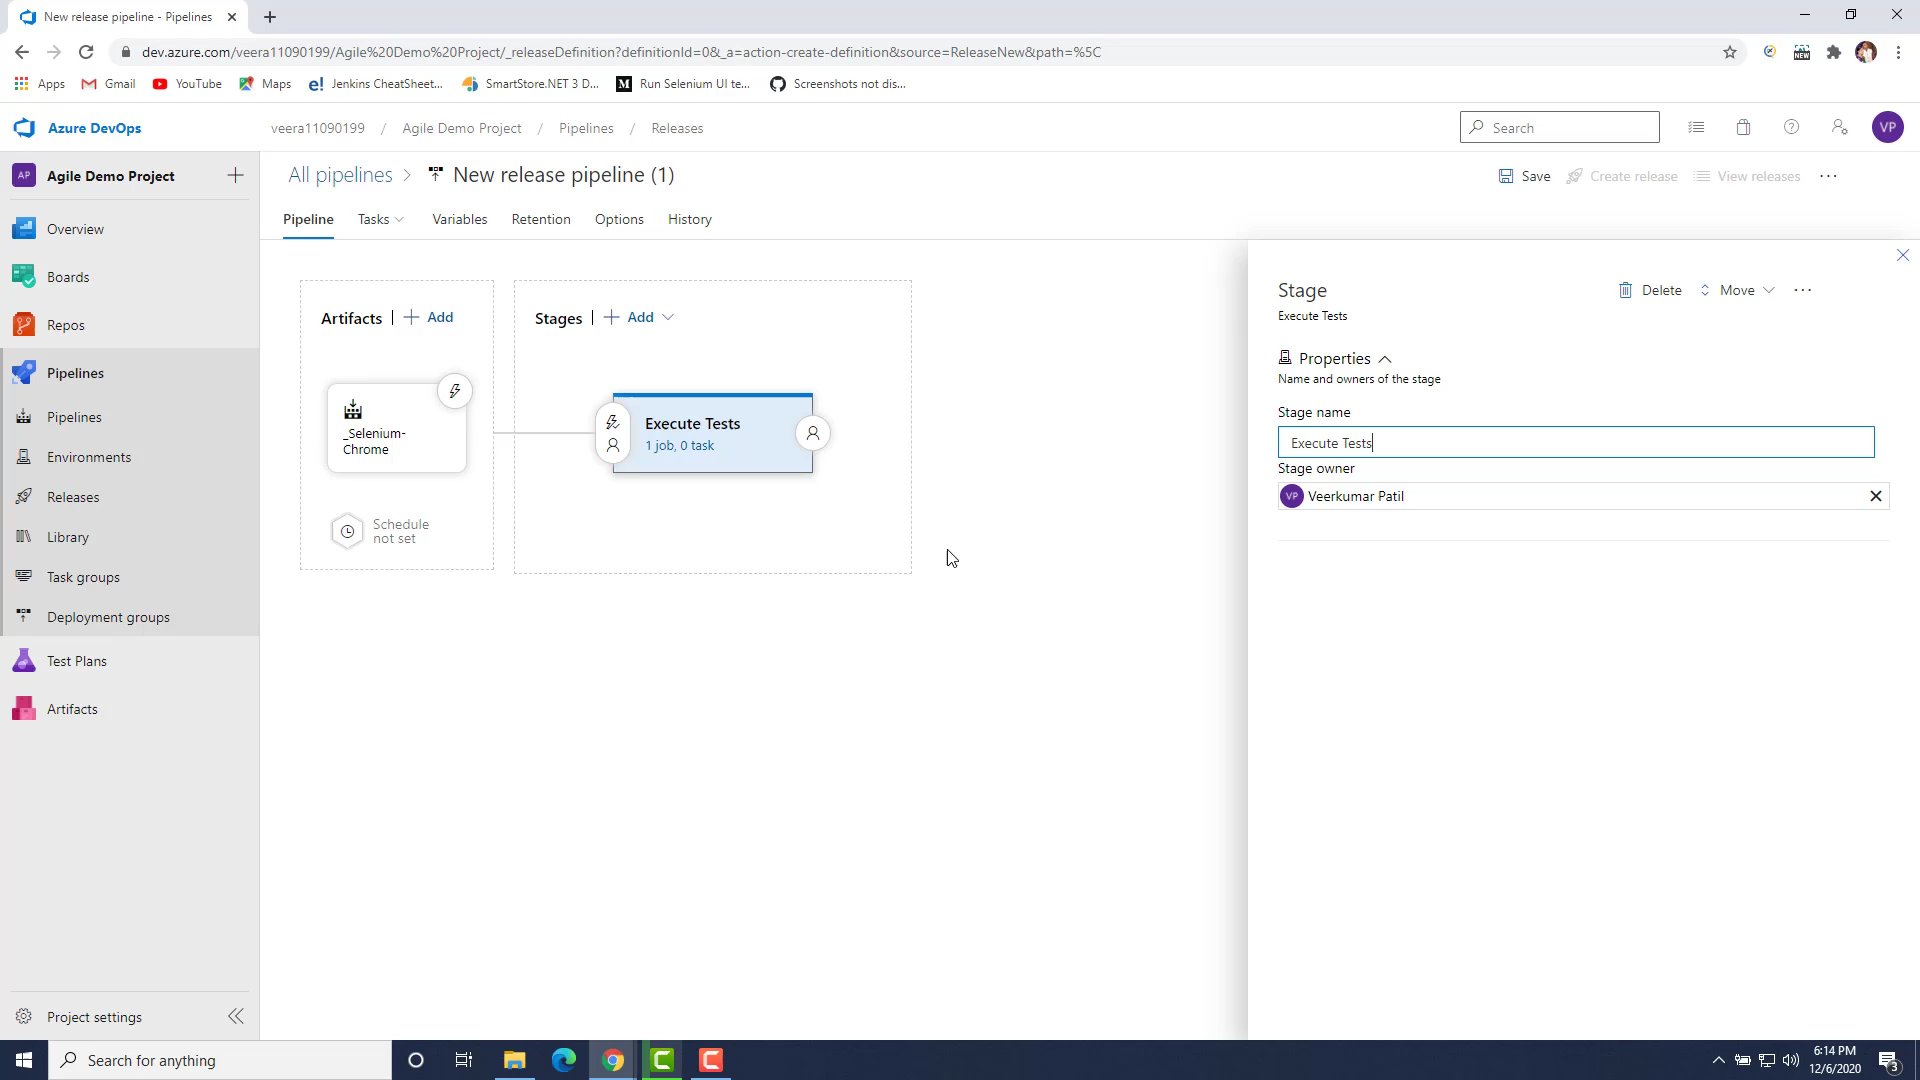 New release pipeline - Pipelines
dev.azure.com/veera11090199/Agile%20Demo%20Project/_releaseDefinition?definitionId=0&_a=action-create-definition&source=ReleaseNew&path=%5C
Apps
Gmail
YouTube
Maps
e! Jenkins CheatSheet...
SmartStore.NET 3 D...
M Run Selenium UI te...
Screenshots not dis...
NEW
Azure DevOps
veera11090199 / Agile Demo Project / Pipelines / Releases
Search
VP
AP Agile Demo Project
All pipelines > New release pipeline (1)
Save
Create release
View releases
Pipeline
Tasks
Variables
Retention
Options
History
Overview
Boards
Repos
Pipelines
Pipelines
Environments
Releases
Library
Task groups
Deployment groups
Test Plans
Artifacts
Project settings
Artifacts | + Add
_Selenium-
Chrome
Schedule
not set
Stages | + Add
Execute Tests
1 job, 0 task
Stage
Execute Tests
Delete
Move
Properties
Name and owners of the stage
Stage name
Execute Tests
Stage owner
VP Veerkumar Patil
Search for anything
6:14 PM
12/6/2020
3